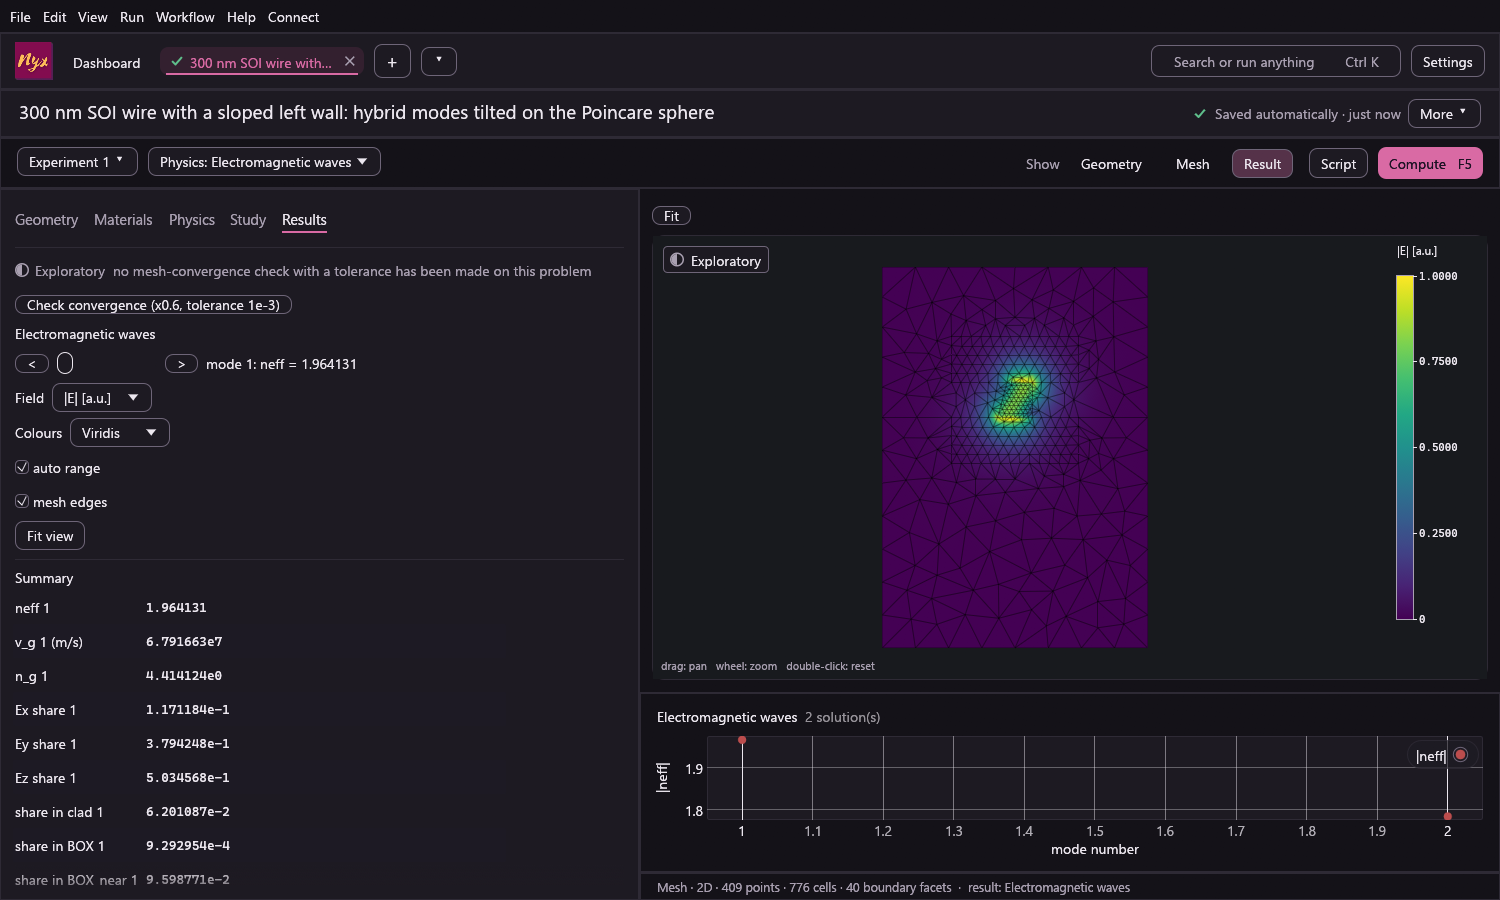 File Edit View Run Workflow Help Connect
Nyx Dashboard 300 nm SOI wire with... + Search or run anything Ctrl K Settings
300 nm SOI wire with a sloped left wall: hybrid modes tilted on the Poincare sphere Saved automatically · just now More
Experiment 1 Physics: Electromagnetic waves Show Geometry Mesh Result Script Compute F5
Geometry Materials Physics Study Results
Exploratory no mesh-convergence check with a tolerance has been made on this problem
Check convergence (x0.6, tolerance 1e-3)
Electromagnetic waves
< > mode 1: neff = 1.964131
Field |E| [a.u.]
Colours Viridis
auto range
mesh edges
Fit view
Summary
neff 1 1.964131
v_g 1 (m/s) 6.791663e7
n_g 1 4.414124e0
Ex share 1 1.171184e−1
Ey share 1 3.794248e−1
Ez share 1 5.034568e−1
share in clad 1 6.201087e−2
share in BOX 1 9.292954e−4
share in BOX near 1 9.598771e−2
Fit
Exploratory
|E| [a.u.]
1.0000
0.7500
0.5000
0.2500
0
drag: pan wheel: zoom double-click: reset
Electromagnetic waves 2 solution(s)
|neff|
1.9
1.8
|neff|
1 1.1 1.2 1.3 1.4 1.5 1.6 1.7 1.8 1.9 2
mode number
Mesh · 2D · 409 points · 776 cells · 40 boundary facets · result: Electromagnetic waves